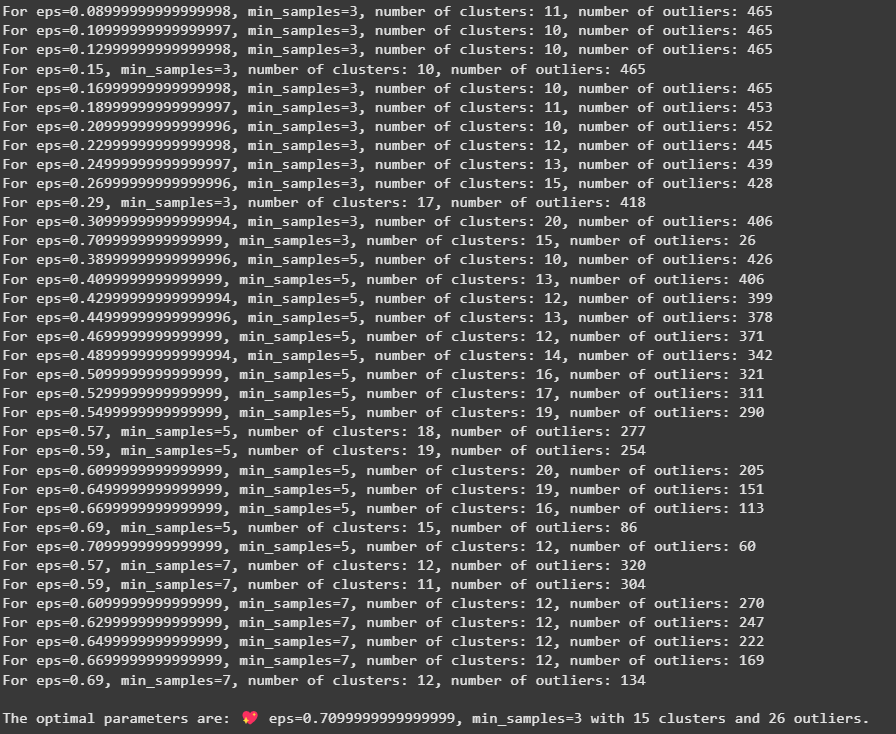 For eps=0.08999999999999998, min_samples=3, number of clusters: 11, number of outliers: 465
For eps=0.10999999999999997, min_samples=3, number of clusters: 10, number of outliers: 465
For eps=0.12999999999999998, min_samples=3, number of clusters: 10, number of outliers: 465
For eps=0.15, min_samples=3, number of clusters: 10, number of outliers: 465
For eps=0.16999999999999998, min_samples=3, number of clusters: 10, number of outliers: 465
For eps=0.18999999999999997, min_samples=3, number of clusters: 11, number of outliers: 453
For eps=0.20999999999999996, min_samples=3, number of clusters: 10, number of outliers: 452
For eps=0.22999999999999998, min_samples=3, number of clusters: 12, number of outliers: 445
For eps=0.24999999999999997, min_samples=3, number of clusters: 13, number of outliers: 439
For eps=0.26999999999999996, min_samples=3, number of clusters: 15, number of outliers: 428
For eps=0.29, min_samples=3, number of clusters: 17, number of outliers: 418
For eps=0.30999999999999994, min_samples=3, number of clusters: 20, number of outliers: 406
For eps=0.7099999999999999, min_samples=3, number of clusters: 15, number of outliers: 26
For eps=0.38999999999999996, min_samples=5, number of clusters: 10, number of outliers: 426
For eps=0.4099999999999999, min_samples=5, number of clusters: 13, number of outliers: 406
For eps=0.42999999999999994, min_samples=5, number of clusters: 12, number of outliers: 399
For eps=0.44999999999999996, min_samples=5, number of clusters: 13, number of outliers: 378
For eps=0.4699999999999999, min_samples=5, number of clusters: 12, number of outliers: 371
For eps=0.48999999999999994, min_samples=5, number of clusters: 14, number of outliers: 342
For eps=0.5099999999999999, min_samples=5, number of clusters: 16, number of outliers: 321
For eps=0.5299999999999999, min_samples=5, number of clusters: 17, number of outliers: 311
For eps=0.5499999999999999, min_samples=5, number of clusters: 19, number of outliers: 290
For eps=0.57, min_samples=5, number of clusters: 18, number of outliers: 277
For eps=0.59, min_samples=5, number of clusters: 19, number of outliers: 254
For eps=0.6099999999999999, min_samples=5, number of clusters: 20, number of outliers: 205
For eps=0.6499999999999999, min_samples=5, number of clusters: 19, number of outliers: 151
For eps=0.6699999999999999, min_samples=5, number of clusters: 16, number of outliers: 113
For eps=0.69, min_samples=5, number of clusters: 15, number of outliers: 86
For eps=0.7099999999999999, min_samples=5, number of clusters: 12, number of outliers: 60
For eps=0.57, min_samples=7, number of clusters: 12, number of outliers: 320
For eps=0.59, min_samples=7, number of clusters: 11, number of outliers: 304
For eps=0.6099999999999999, min_samples=7, number of clusters: 12, number of outliers: 270
For eps=0.6299999999999999, min_samples=7, number of clusters: 12, number of outliers: 247
For eps=0.6499999999999999, min_samples=7, number of clusters: 12, number of outliers: 222
For eps=0.6699999999999999, min_samples=7, number of clusters: 12, number of outliers: 169
For eps=0.69, min_samples=7, number of clusters: 12, number of outliers: 134
The optimal parameters are: 💖 eps=0.7099999999999999, min_samples=3 with 15 clusters and 26 outliers.